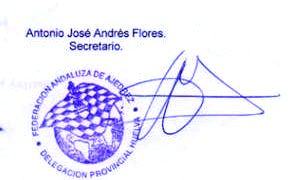 Antonio José Andrés Flores.
Secretario.
FEDERACION ANDALUZA DE AJEDREZ
DELEGACION PROVINCIAL HUELVA